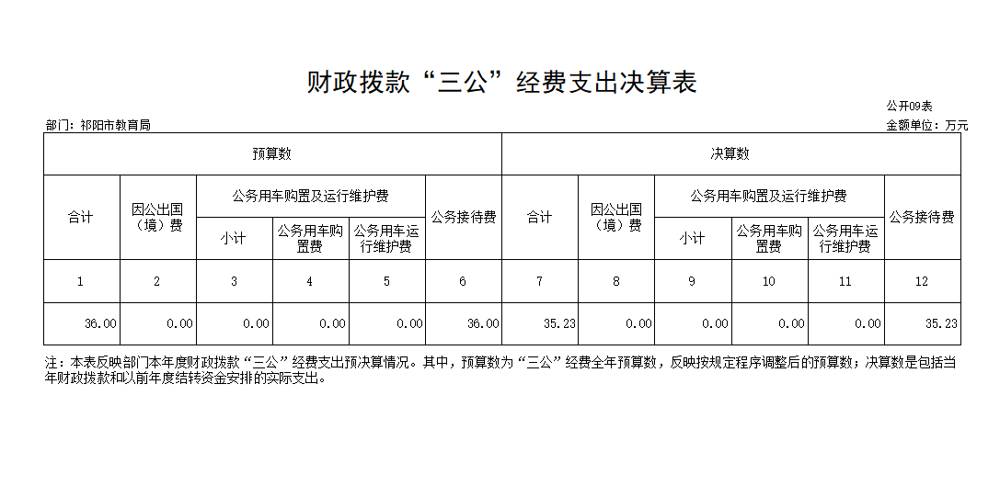 财政拨款“三公”经费支出决算表
公开09表
部门：祁阳市教育局 金额单位：万元
预算数 决算数
合计 因公出国（境）费 公务用车购置及运行维护费 公务接待费 合计 因公出国（境）费 公务用车购置及运行维护费 公务接待费
小计 公务用车购置费 公务用车运行维护费 小计 公务用车购置费 公务用车运行维护费
1 2 3 4 5 6 7 8 9 10 11 12
36.00 0.00 0.00 0.00 0.00 36.00 35.23 0.00 0.00 0.00 0.00 35.23
注：本表反映部门本年度财政拨款“三公”经费支出预决算情况。其中，预算数为“三公”经费全年预算数，反映按规定程序调整后的预算数；决算数是包括当
年财政拨款和以前年度结转资金安排的实际支出。